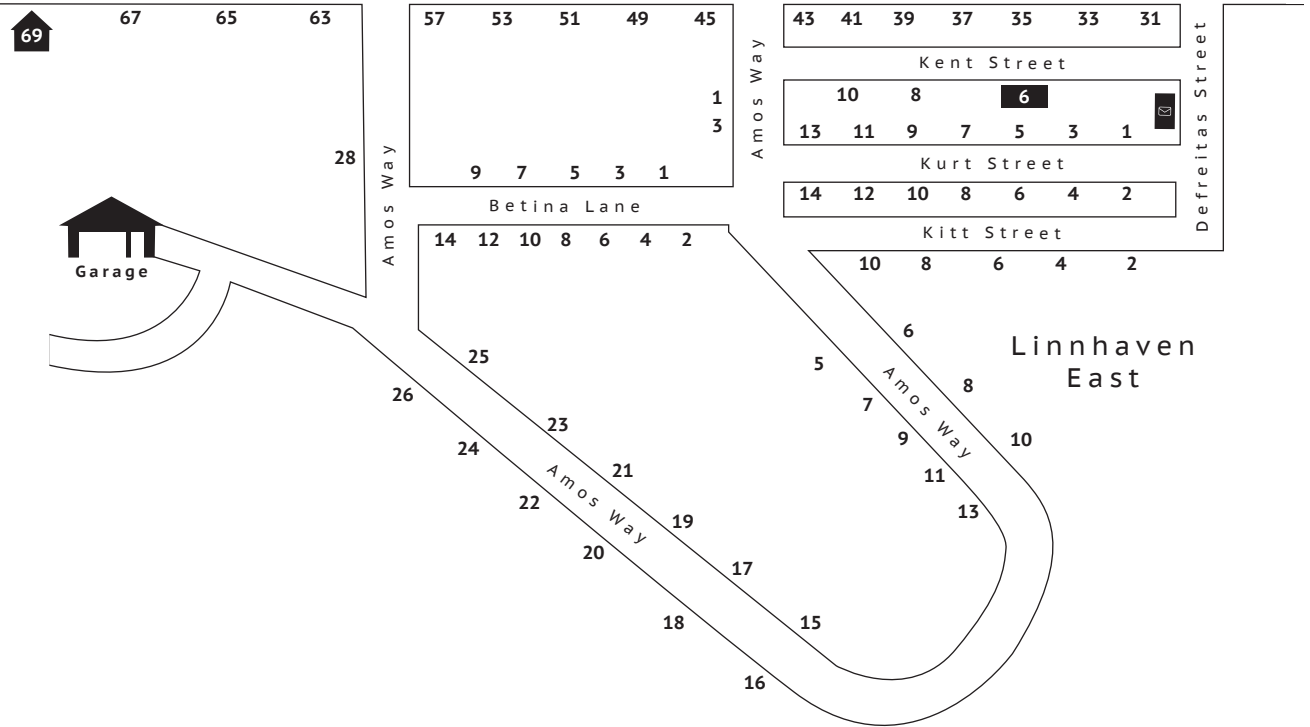 67 65 63 57 53 51 49 45 43 41 39 37 35 33 31
69
Kent Street
Amos Way
Defreitas Street
1 10 8 6
3 13 11 9 7 5 3 1
28
Kurt Street
Amos Way
9 7 5 3 1
14 12 10 8 6 4 2
Betina Lane
Kitt Street
14 12 10 8 6 4 2
10 8 6 4 2
Garage
6
Linnhaven
East
25
5
8
26
7
Amos Way
23
9
10
24
21
11
22
Amos Way
19
13
20
17
18
15
16